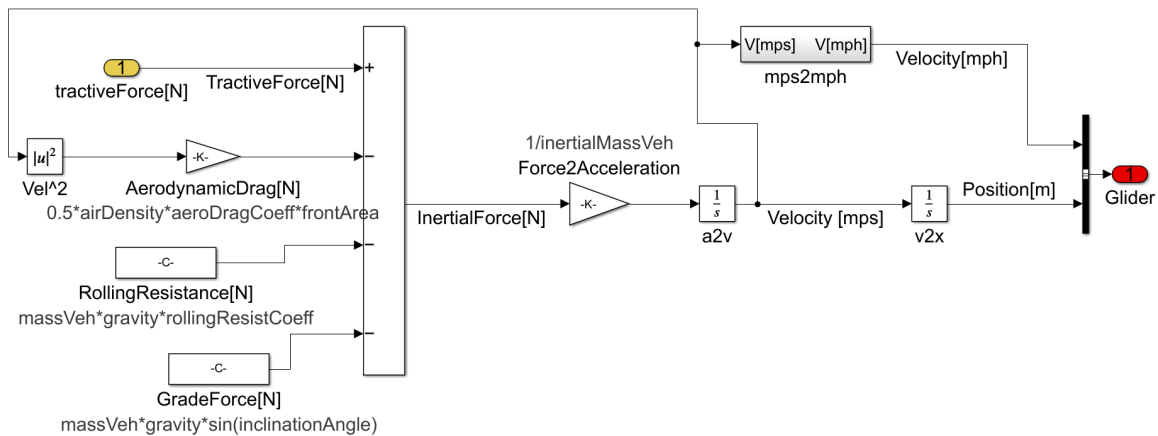 1
tractiveForce[N]
TractiveForce[N]
+
V[mps] V[mph]
mps2mph
Velocity[mph]
|u|²
Vel^2
-K-
AerodynamicDrag[N]
0.5*airDensity*aeroDragCoeff*frontArea
−
-C-
RollingResistance[N]
massVeh*gravity*rollingResistCoeff
−
-C-
GradeForce[N]
massVeh*gravity*sin(inclinationAngle)
−
InertialForce[N]
1/inertialMassVeh
Force2Acceleration
-K-
1
s
a2v
Velocity [mps]
1
s
v2x
Position[m]
1
Glider